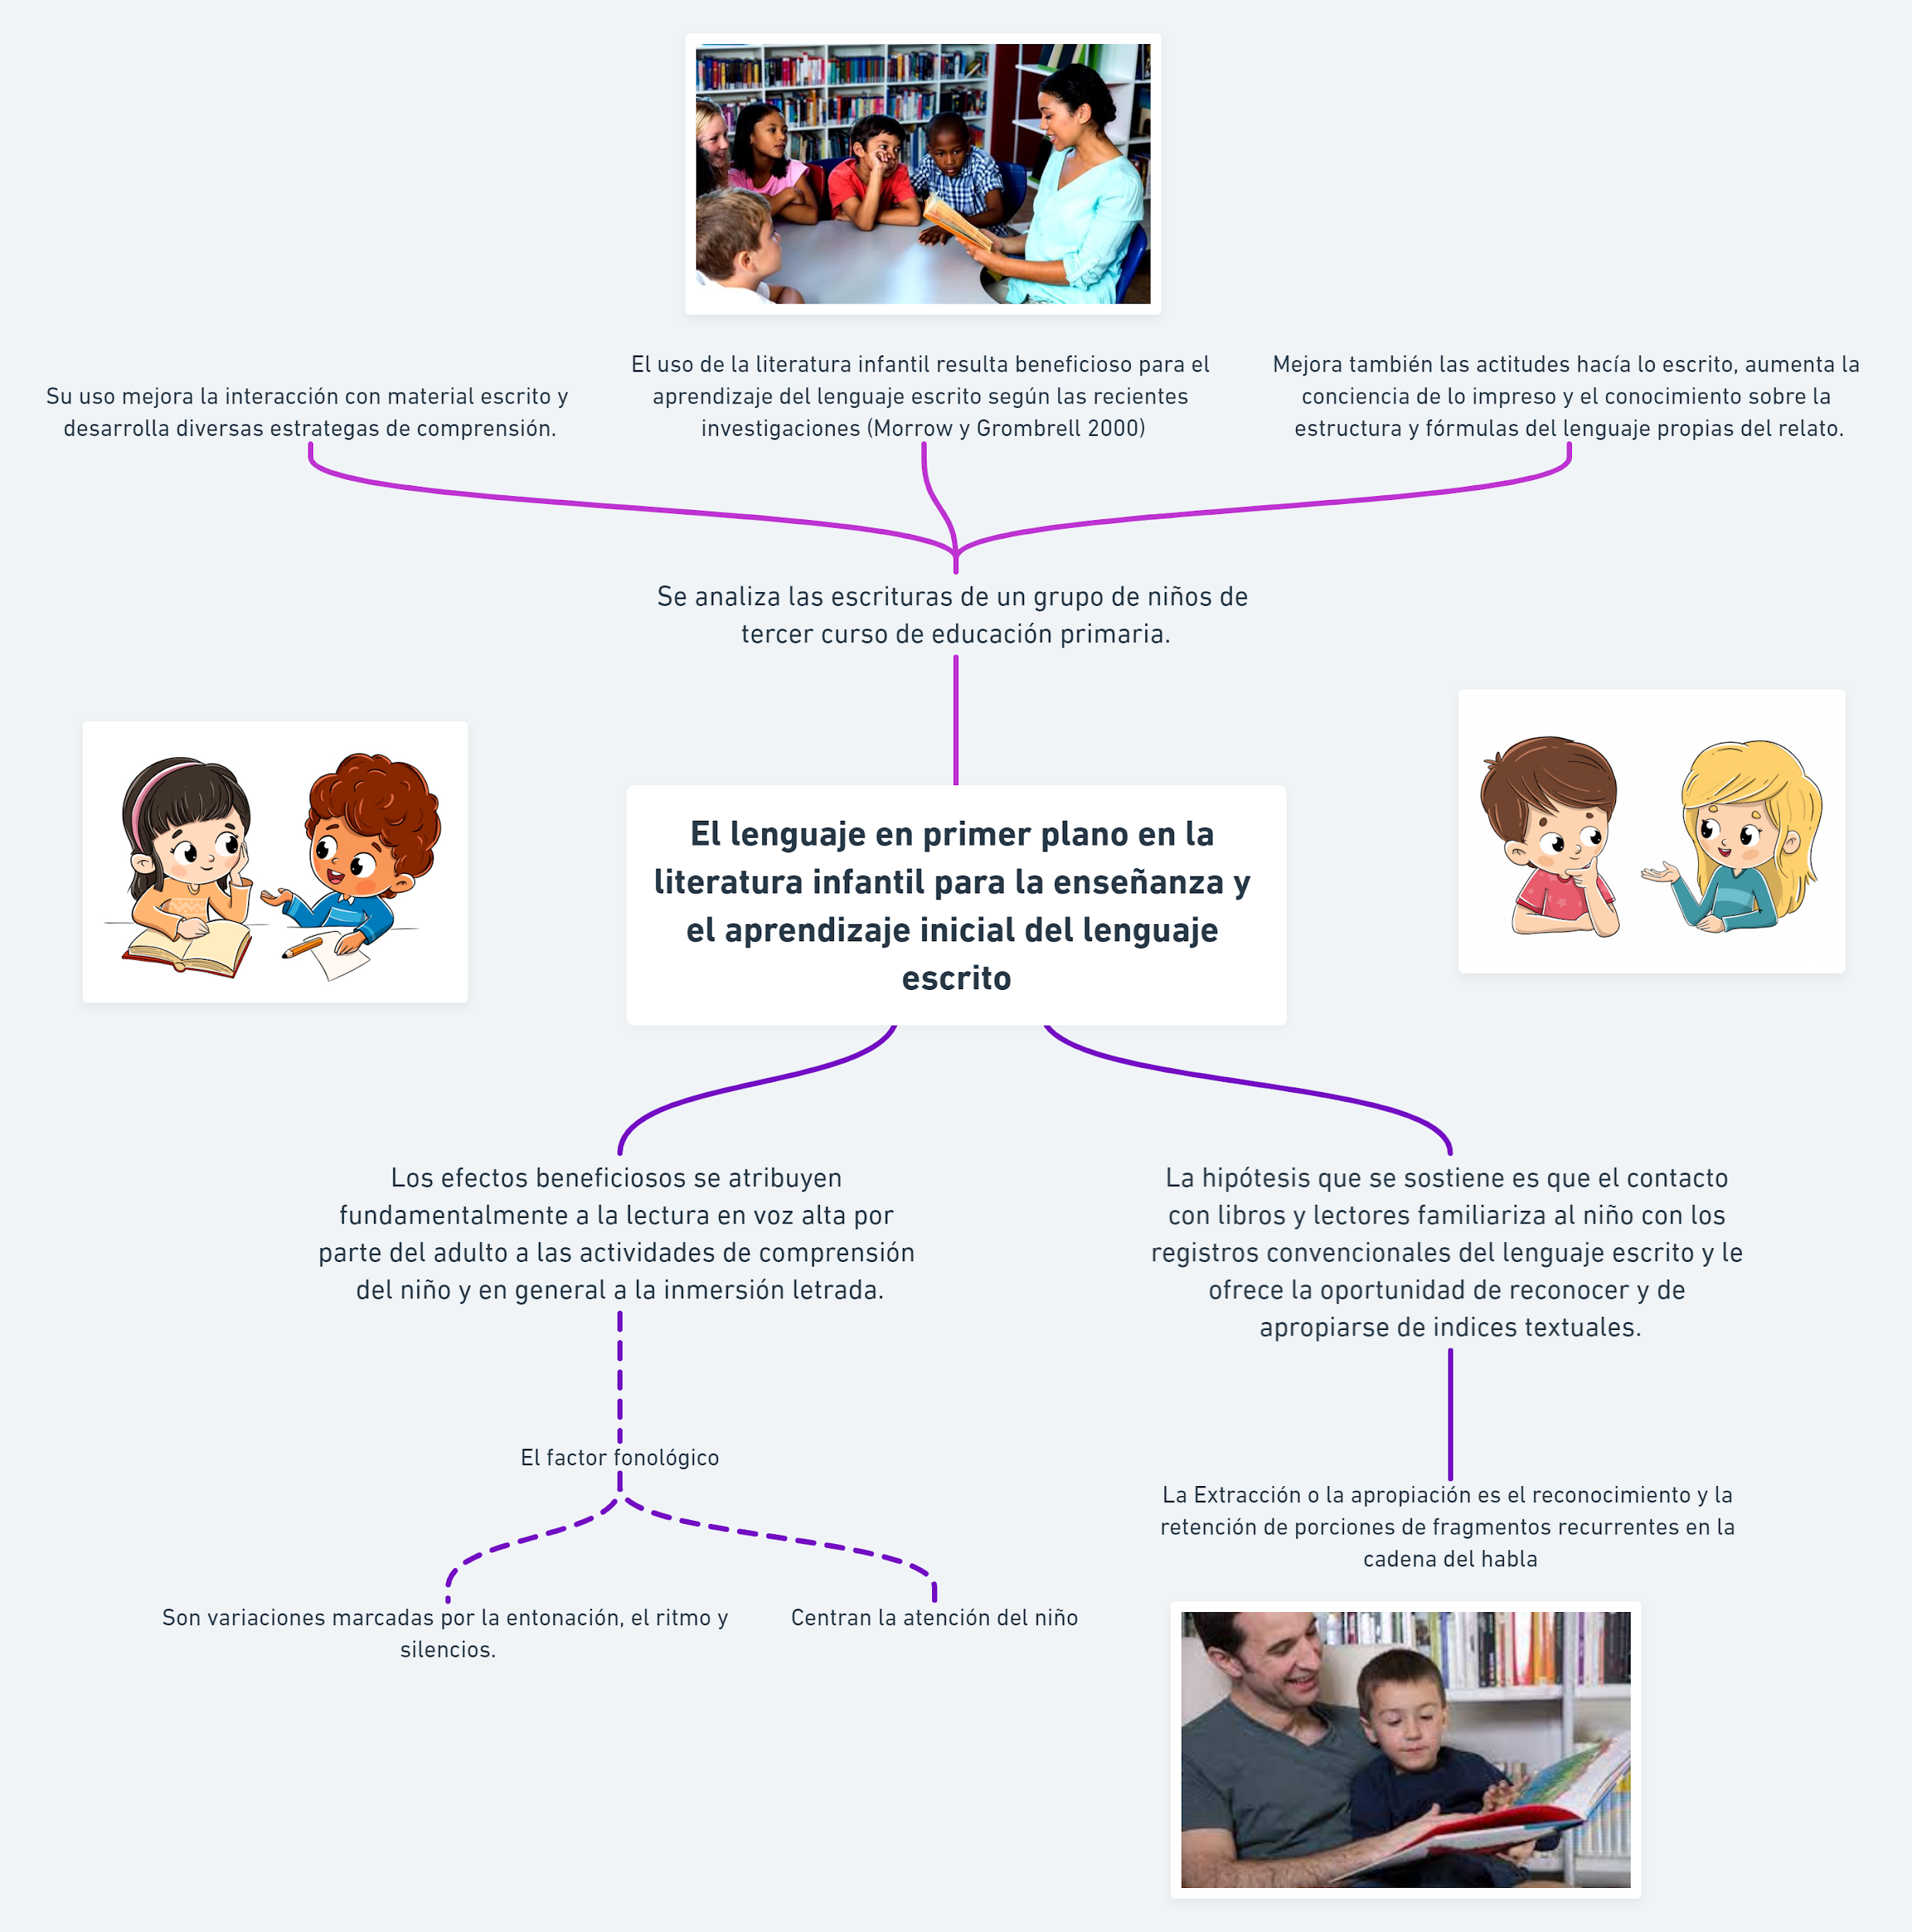 Su uso mejora la interacción con material escrito y
desarrolla diversas estrategas de comprensión.
El uso de la literatura infantil resulta beneficioso para el
aprendizaje del lenguaje escrito según las recientes
investigaciones (Morrow y Grombrell 2000)
Mejora también las actitudes hacía lo escrito, aumenta la
conciencia de lo impreso y el conocimiento sobre la
estructura y fórmulas del lenguaje propias del relato.
Se analiza las escrituras de un grupo de niños de
tercer curso de educación primaria.
El lenguaje en primer plano en la
literatura infantil para la enseñanza y
el aprendizaje inicial del lenguaje
escrito
Los efectos beneficiosos se atribuyen
fundamentalmente a la lectura en voz alta por
parte del adulto a las actividades de comprensión
del niño y en general a la inmersión letrada.
La hipótesis que se sostiene es que el contacto
con libros y lectores familiariza al niño con los
registros convencionales del lenguaje escrito y le
ofrece la oportunidad de reconocer y de
apropiarse de indices textuales.
El factor fonológico
Son variaciones marcadas por la entonación, el ritmo y
silencios.
Centran la atención del niño
La Extracción o la apropiación es el reconocimiento y la
retención de porciones de fragmentos recurrentes en la
cadena del habla